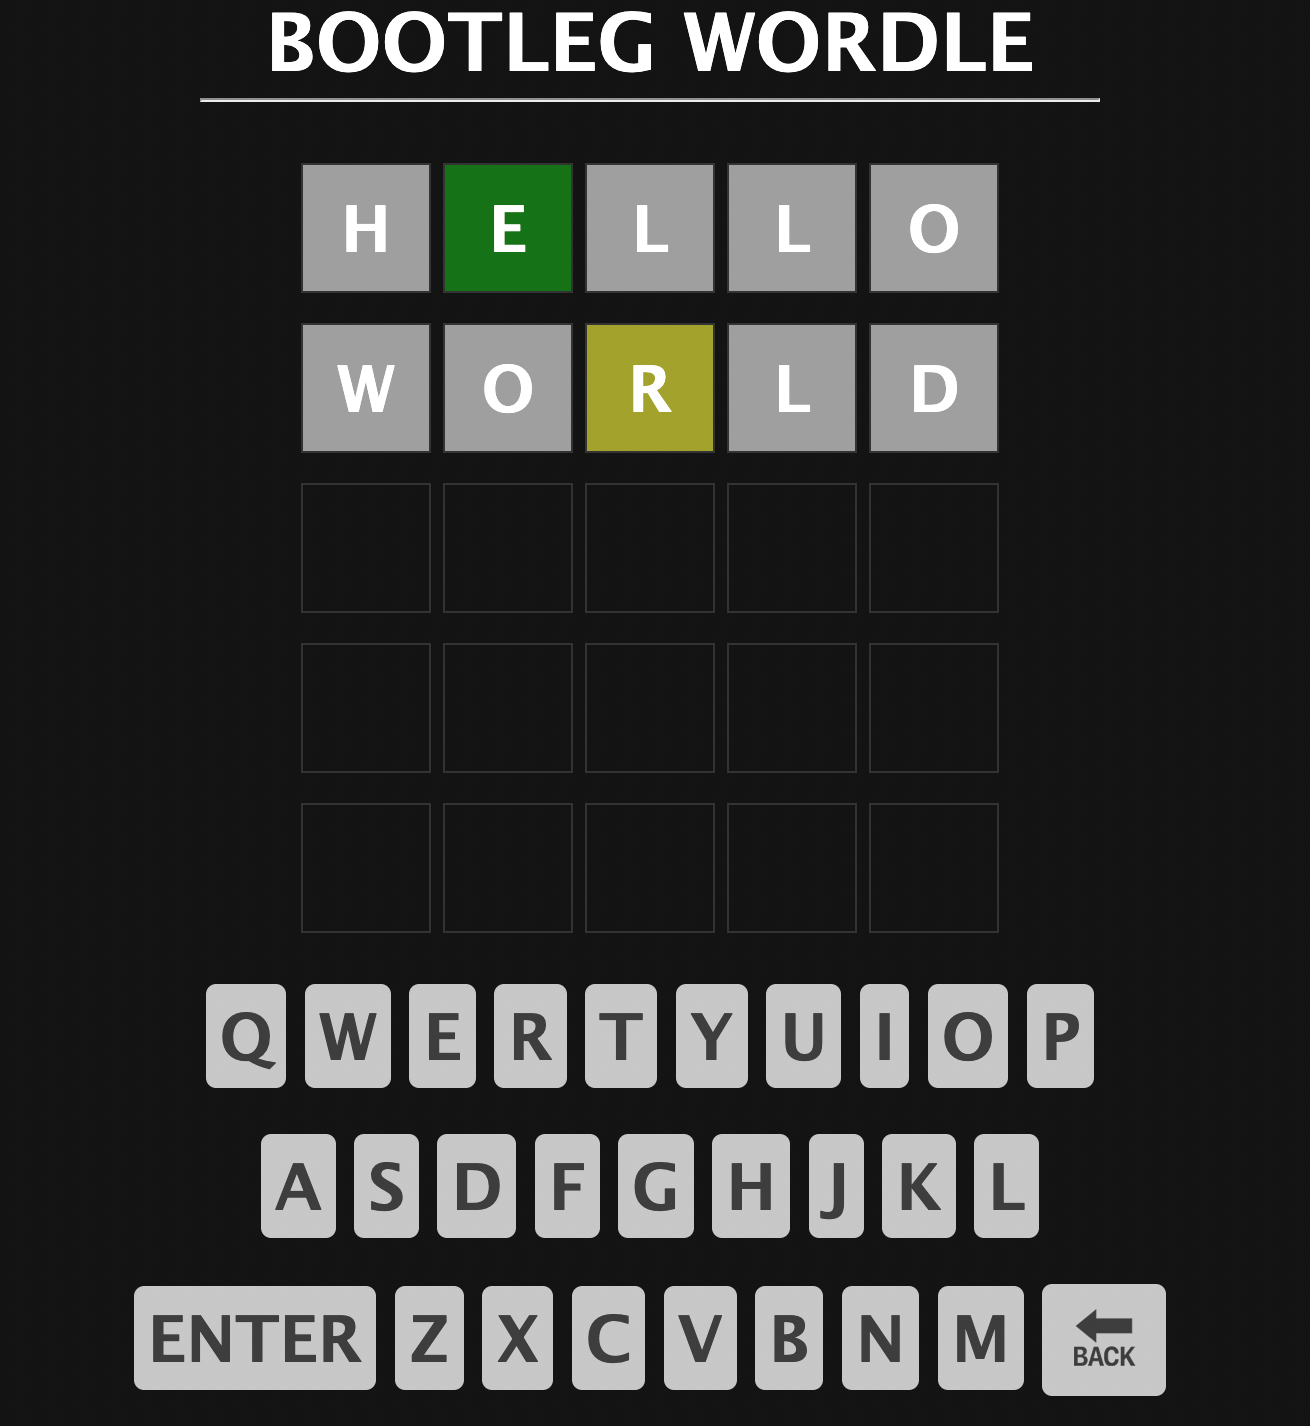 BOOTLEG WORDLE
H E L L O
W O R L D
Q W E R T Y U I O P
A S D F G H J K L
ENTER Z X C V B N M BACK